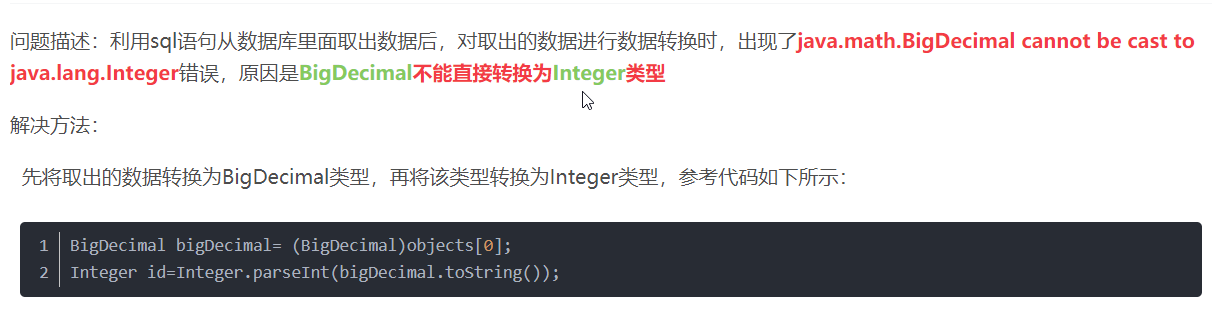 问题描述：利用sql语句从数据库里面取出数据后，对取出的数据进行数据转换时，出现了java.math.BigDecimal cannot be cast to
java.lang.Integer错误，原因是BigDecimal不能直接转换为Integer类型
解决方法：
先将取出的数据转换为BigDecimal类型，再将该类型转换为Integer类型，参考代码如下所示：
1 BigDecimal bigDecimal= (BigDecimal)objects[0];
2 Integer id=Integer.parseInt(bigDecimal.toString());